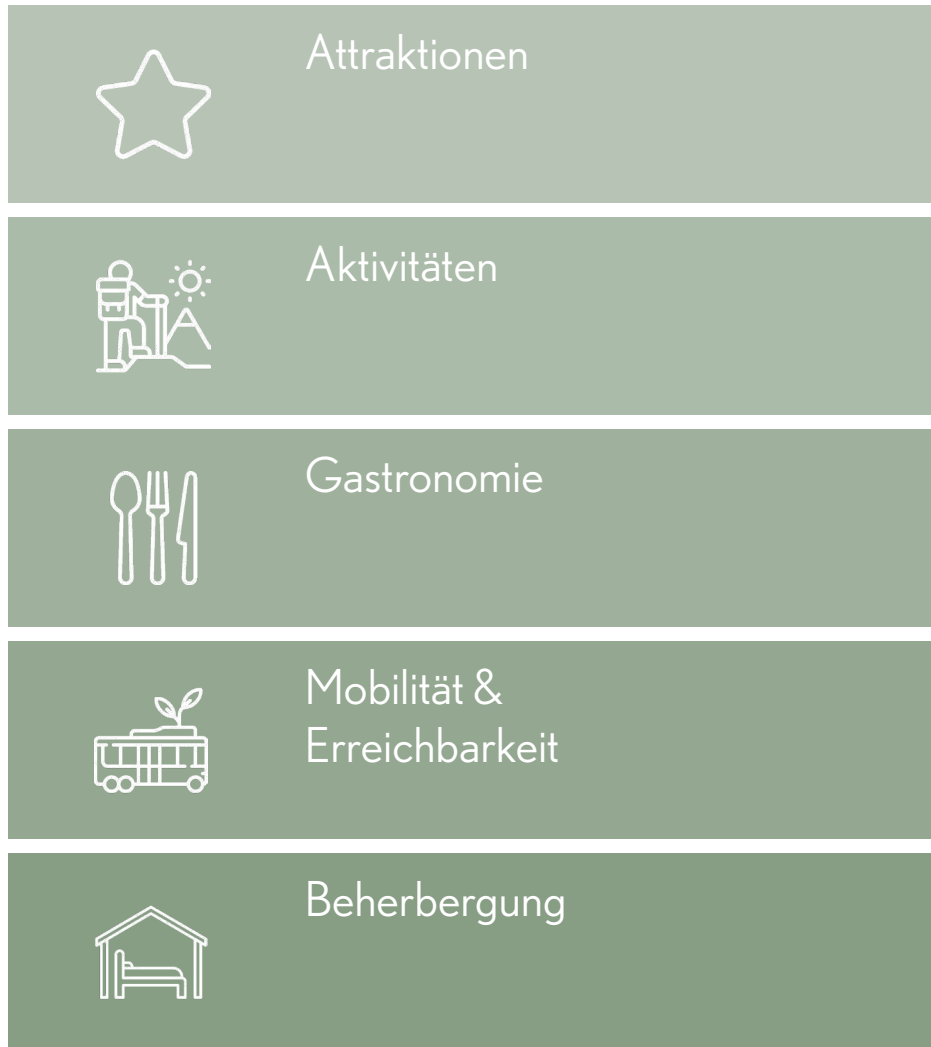 Attraktionen
Aktivitäten
Gastronomie
Mobilität &
Erreichbarkeit
Beherbergung